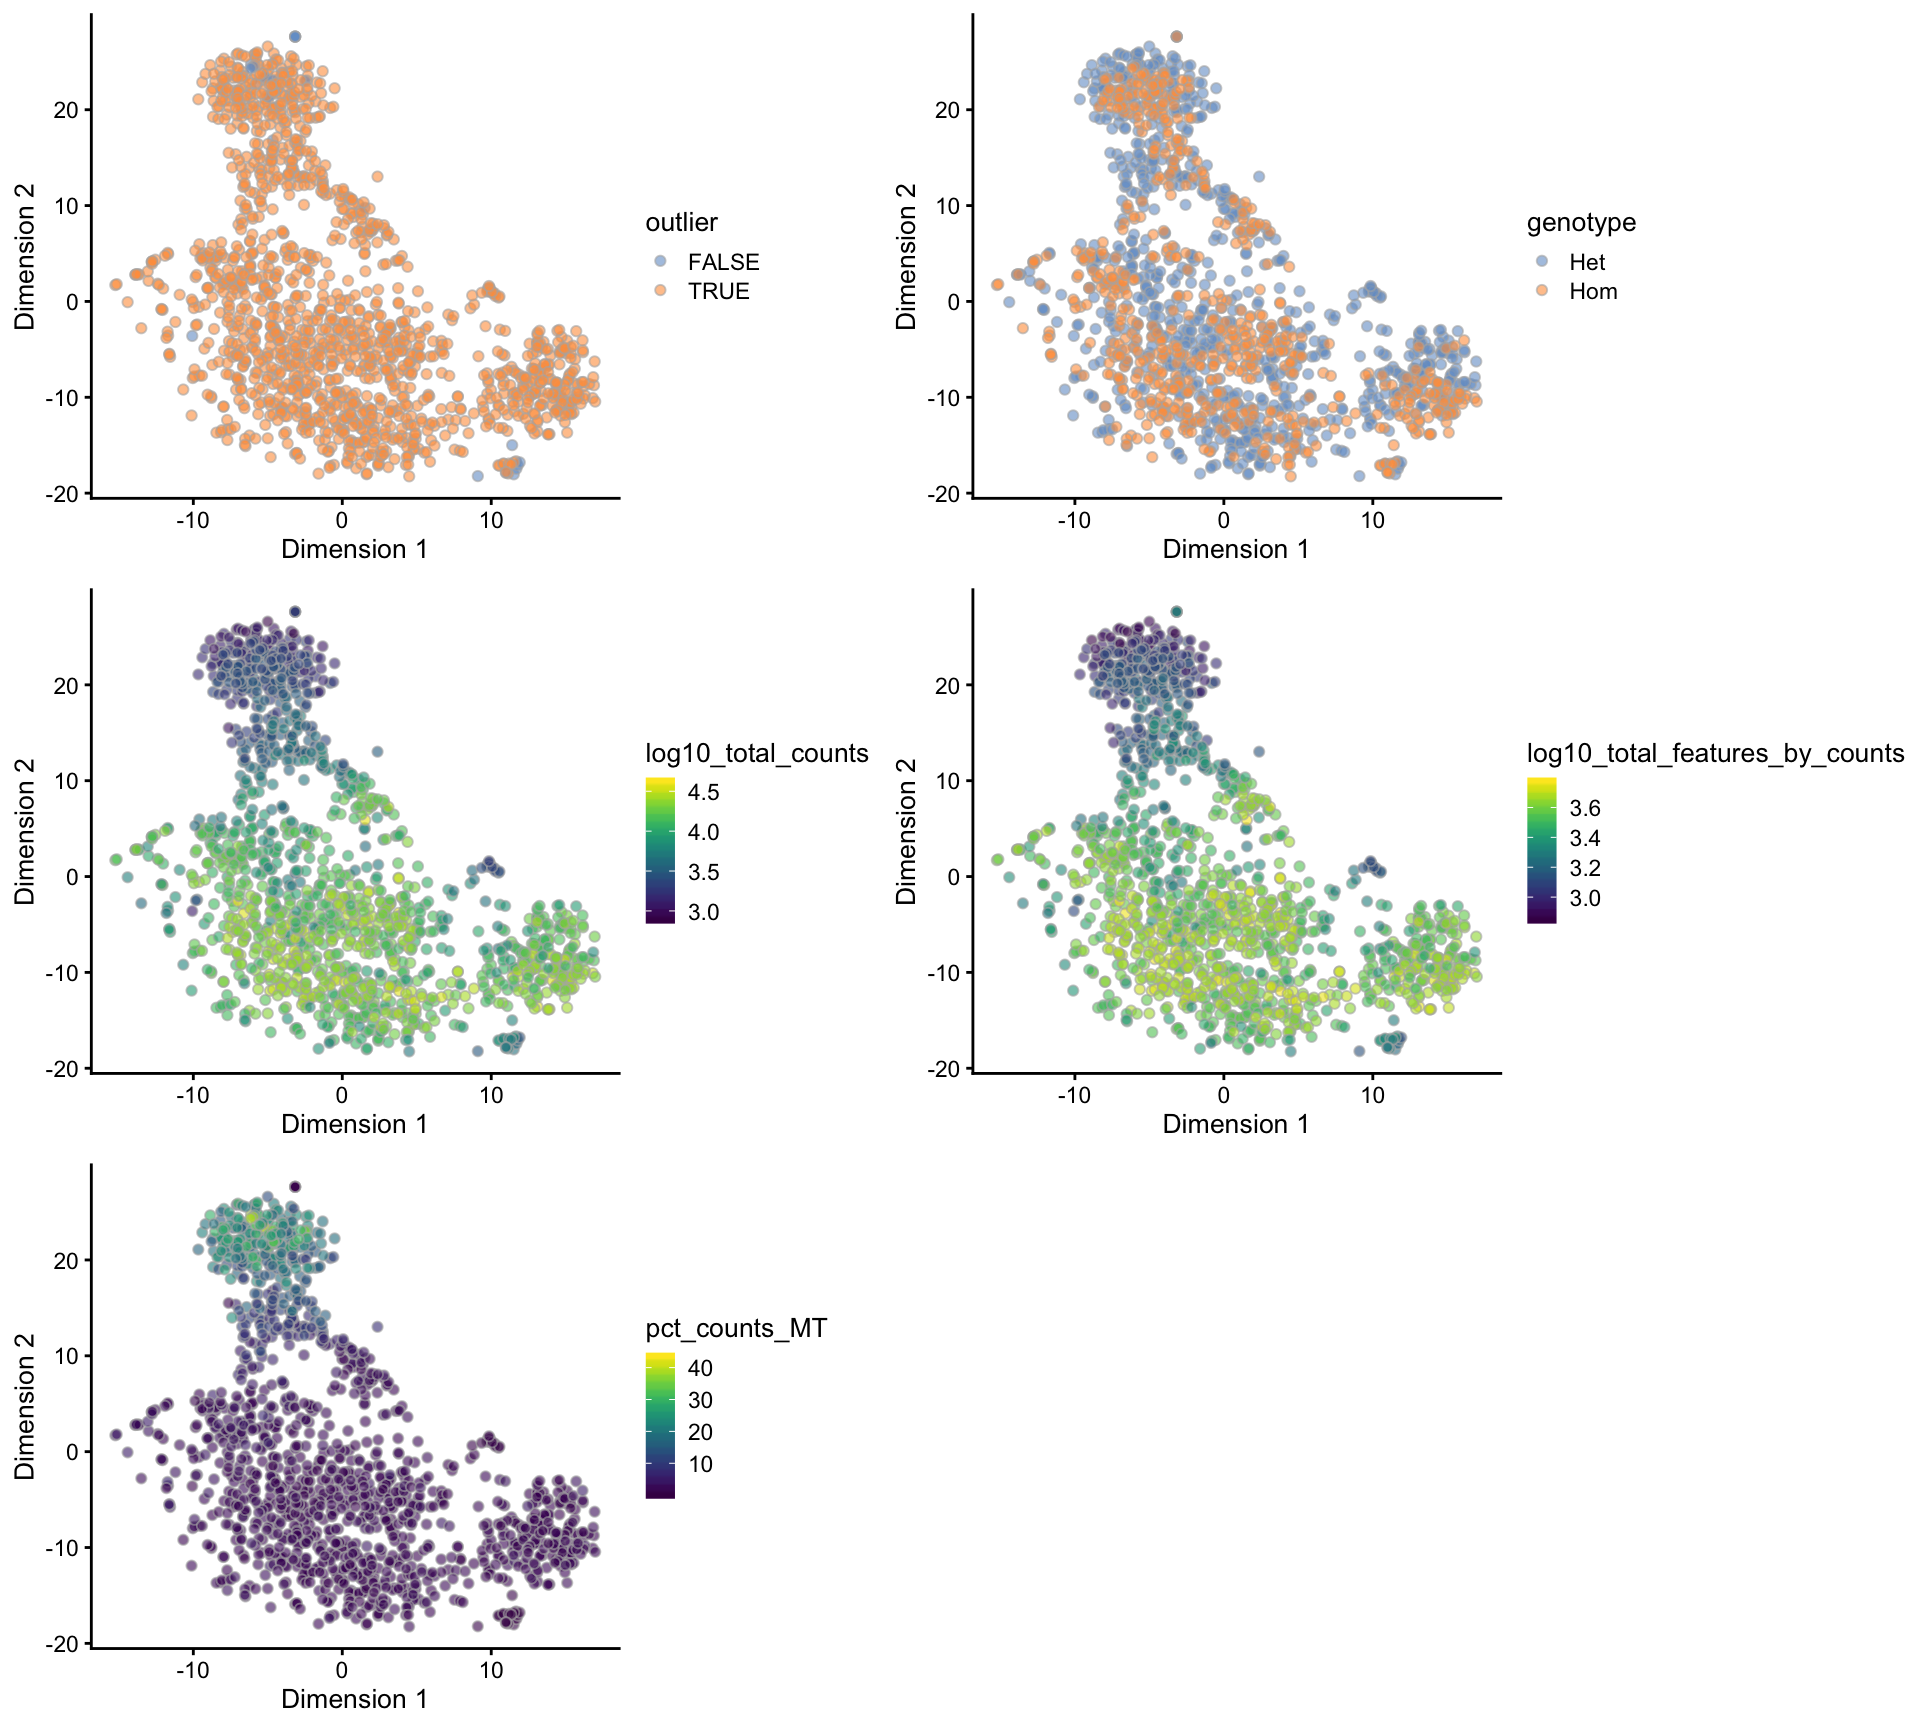 20
10
0
-10
-20
Dimension 2
-10 0 10
Dimension 1
outlier
FALSE
TRUE
20
10
0
-10
-20
Dimension 2
-10 0 10
Dimension 1
genotype
Het
Hom
20
10
0
-10
-20
Dimension 2
-10 0 10
Dimension 1
log10_total_counts
4.5
4.0
3.5
3.0
20
10
0
-10
-20
Dimension 2
-10 0 10
Dimension 1
log10_total_features_by_counts
3.6
3.4
3.2
3.0
20
10
0
-10
-20
Dimension 2
-10 0 10
Dimension 1
pct_counts_MT
40
30
20
10